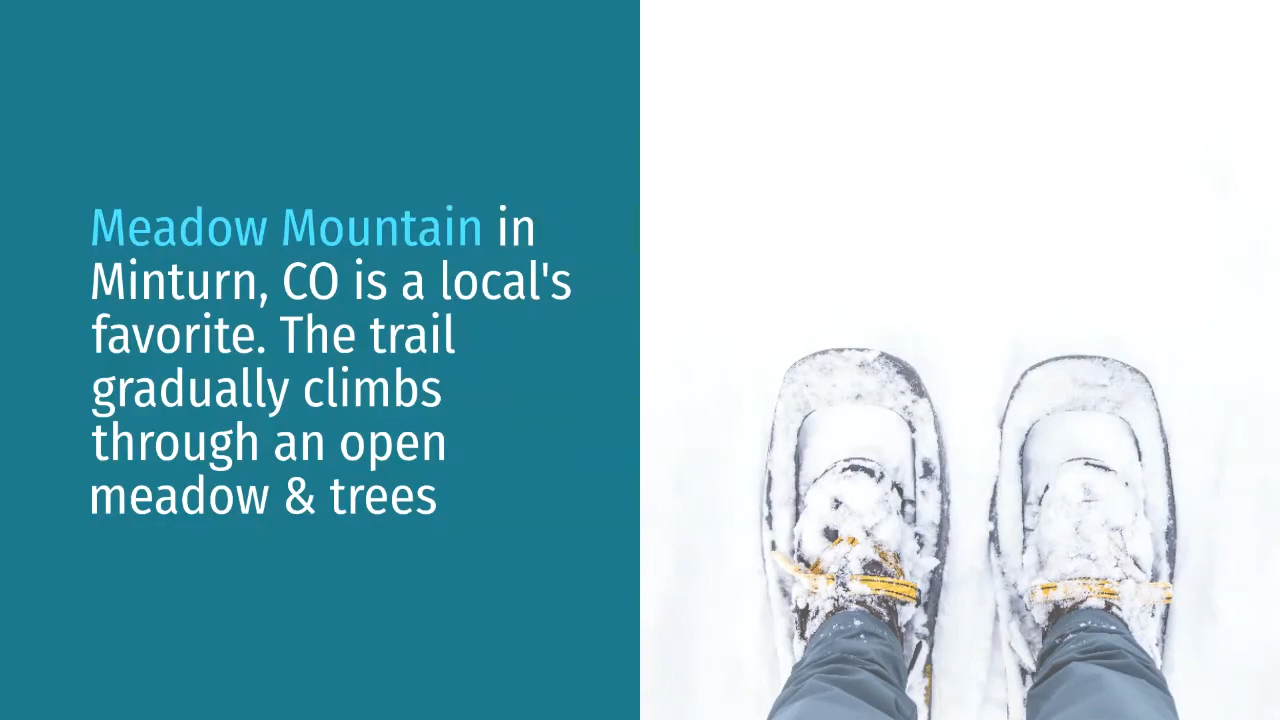 Meadow Mountain in
Minturn, CO is a local's
favorite. The trail
gradually climbs
through an open
meadow & trees